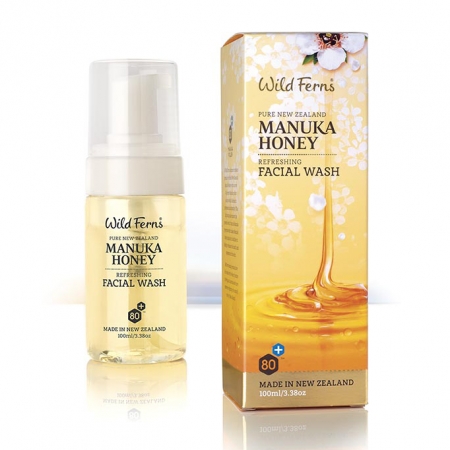 Wild Ferns
PURE NEW ZEALAND
MANUKA
HONEY
REFRESHING
FACIAL WASH
80+
MADE IN NEW ZEALAND
100ml/3.38oz
Wild Ferns
PURE NEW ZEALAND
MANUKA
HONEY
REFRESHING
FACIAL WASH
80+
MADE IN NEW ZEALAND
100ml/3.38oz